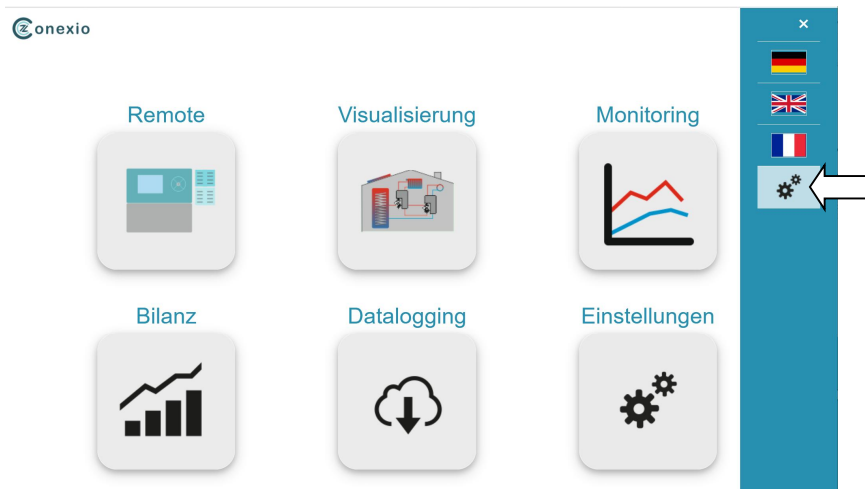 Conexio
×
Remote
Visualisierung
Monitoring
Bilanz
Datalogging
Einstellungen